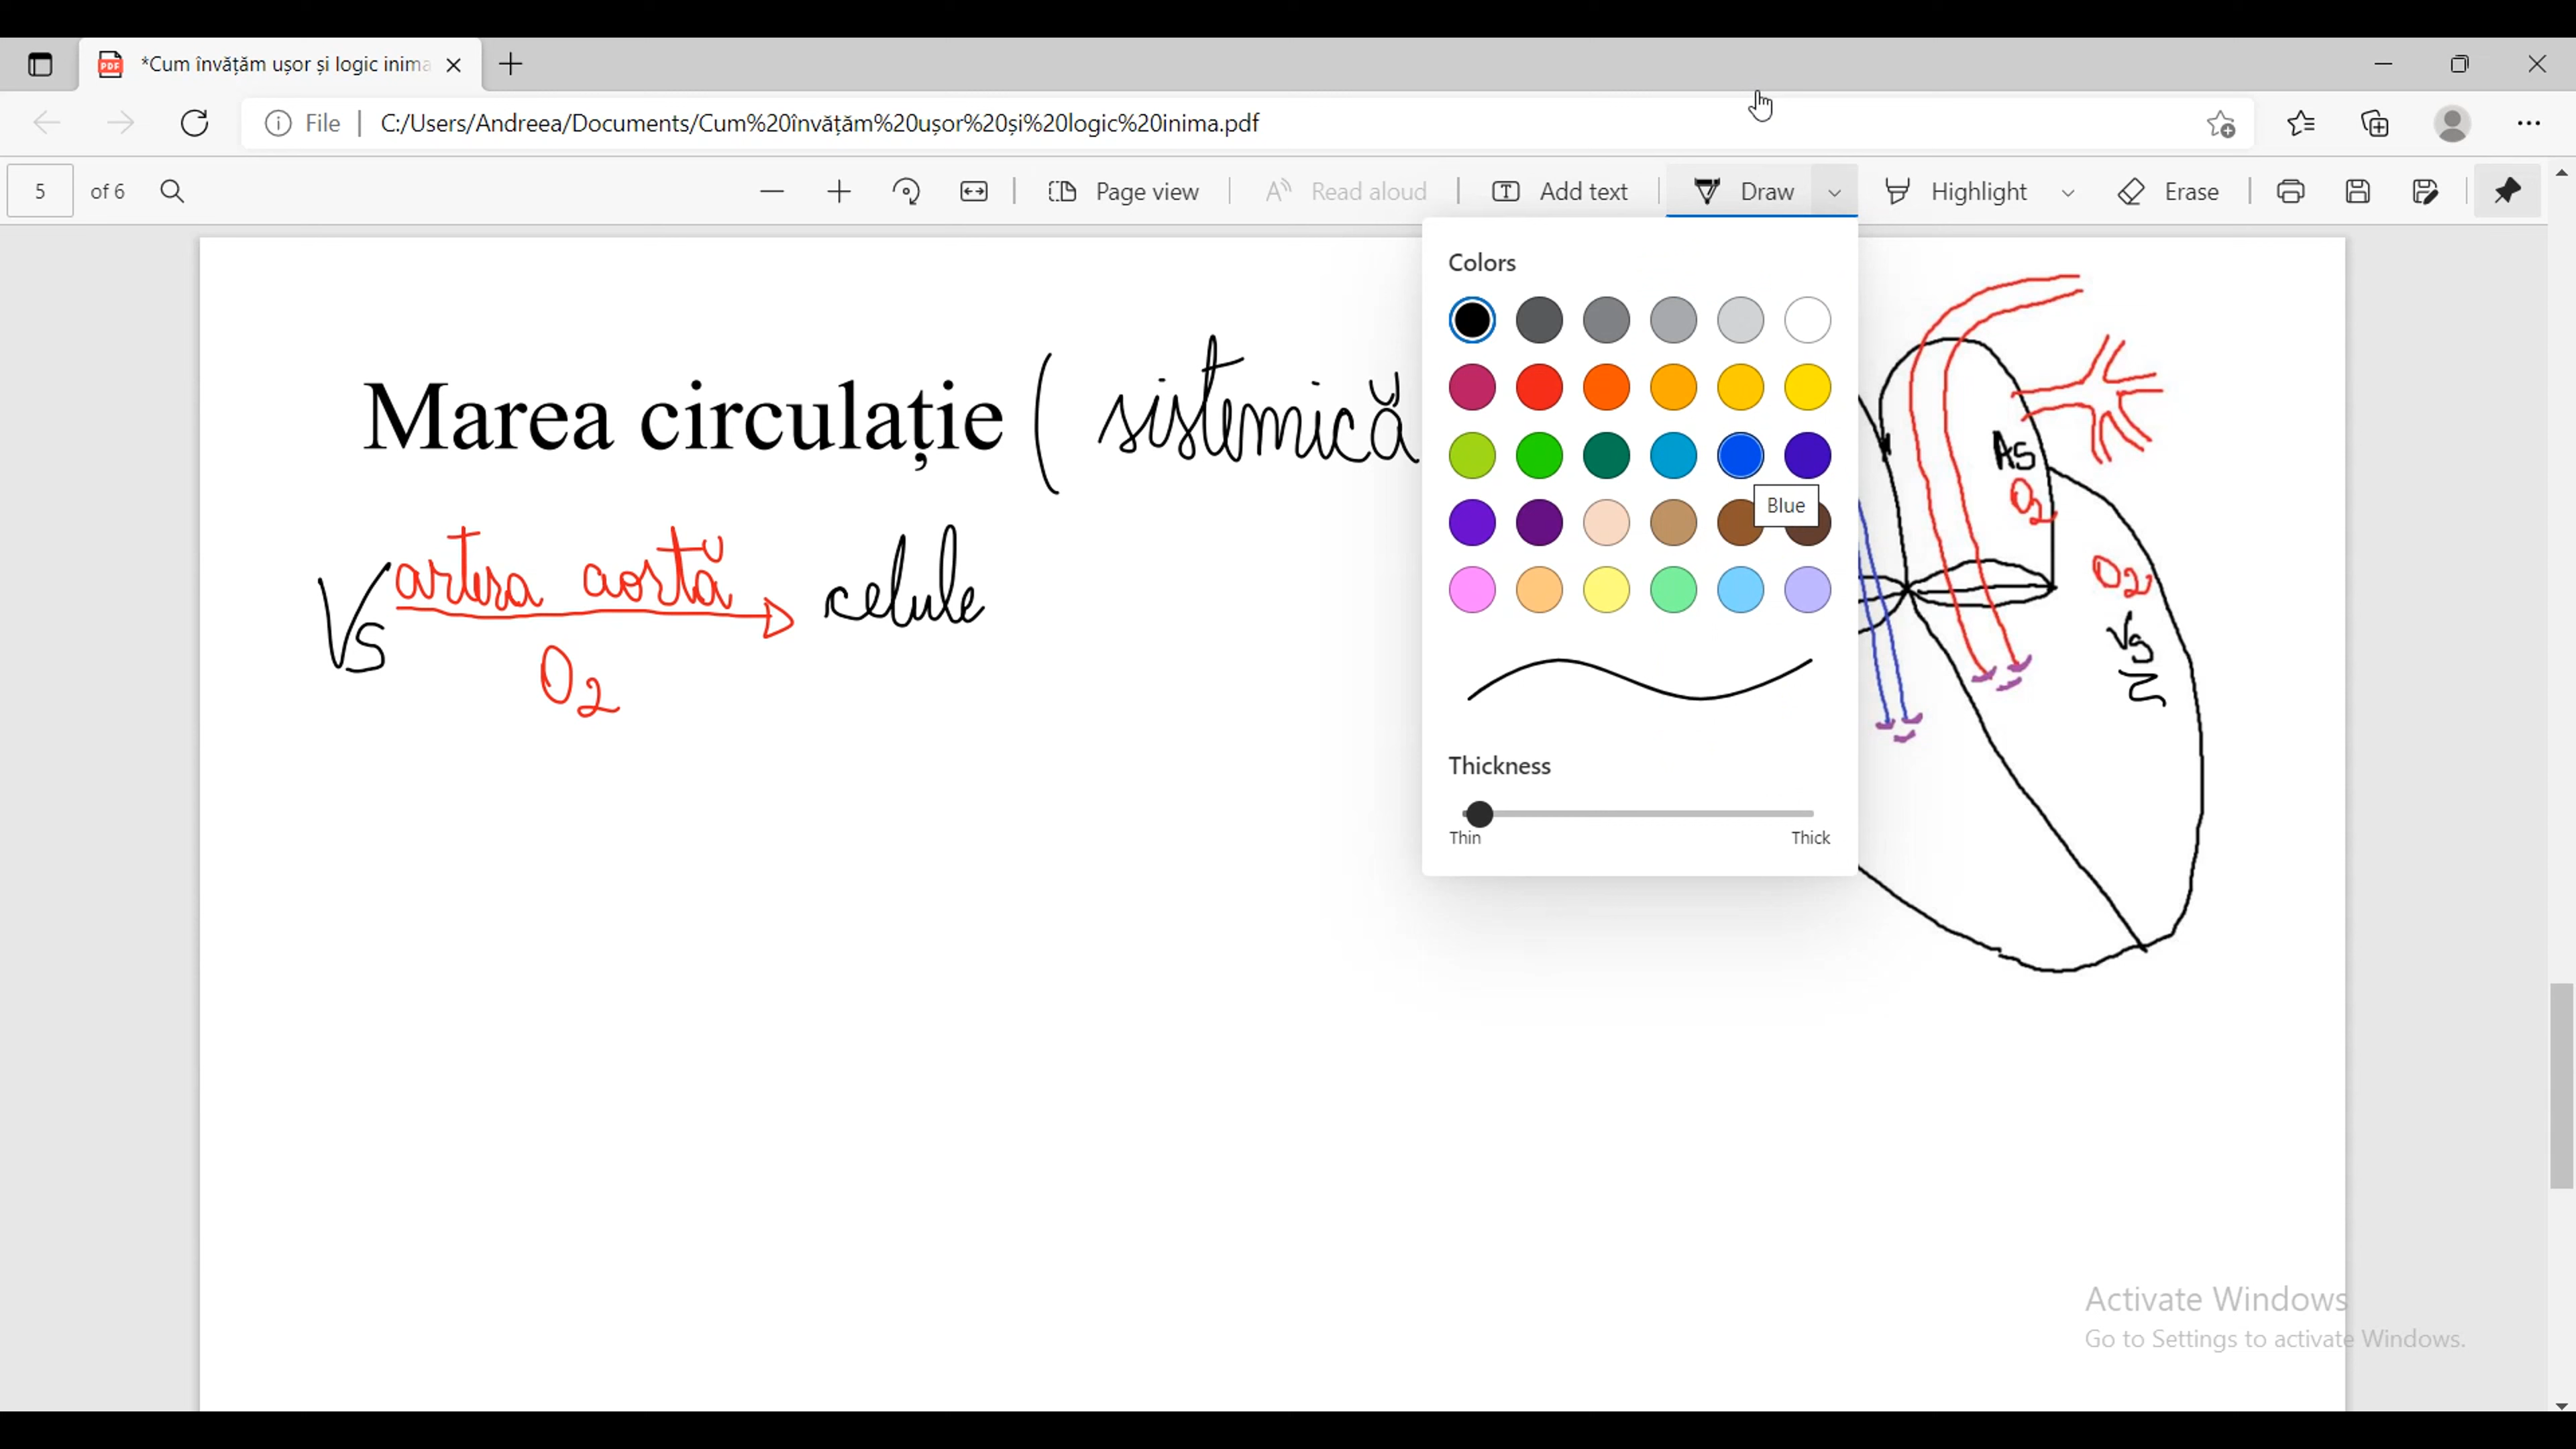 *Cum învățăm ușor și logic inima
File C:/Users/Andreea/Documents/Cum%20învățăm%20ușor%20și%20logic%20inima.pdf
5 of 6 Page view Read aloud Add text Draw Highlight Erase
Colors
Blue
Thickness
Thin Thick
Marea circulație ( sistemică
Vs artera aortă celule
O2
AS
O2
O2
Vs
Activate Windows
Go to Settings to activate Windows.